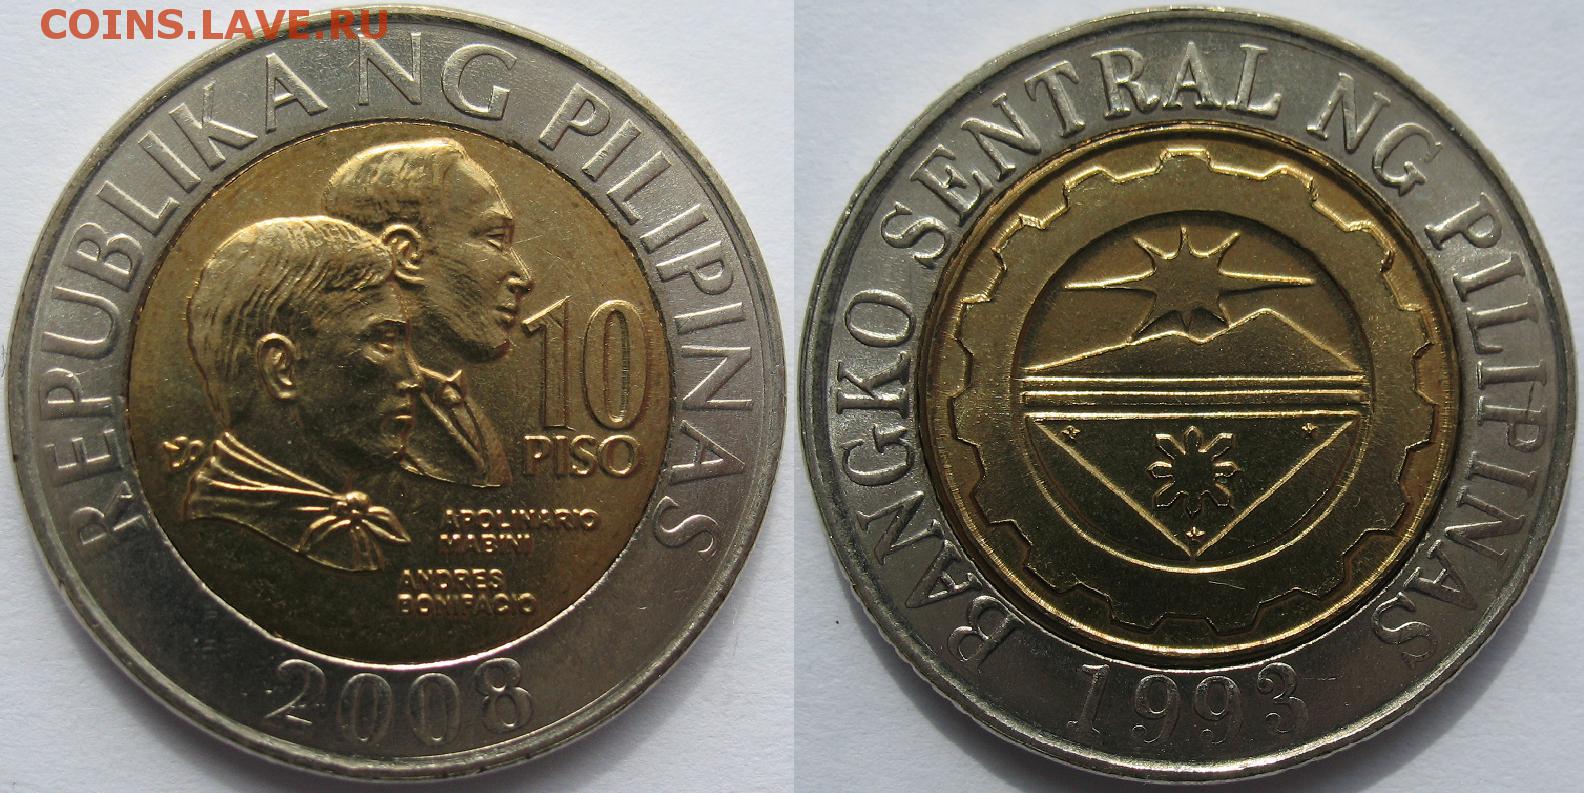 COINS.LAVE.RU
REPUBLIKA NG PILIPINAS
10
PISO
APOLINARIO
MABINI
ANDRES
BONIFACIO
2008
BANGKO SENTRAL NG PILIPINAS
1993